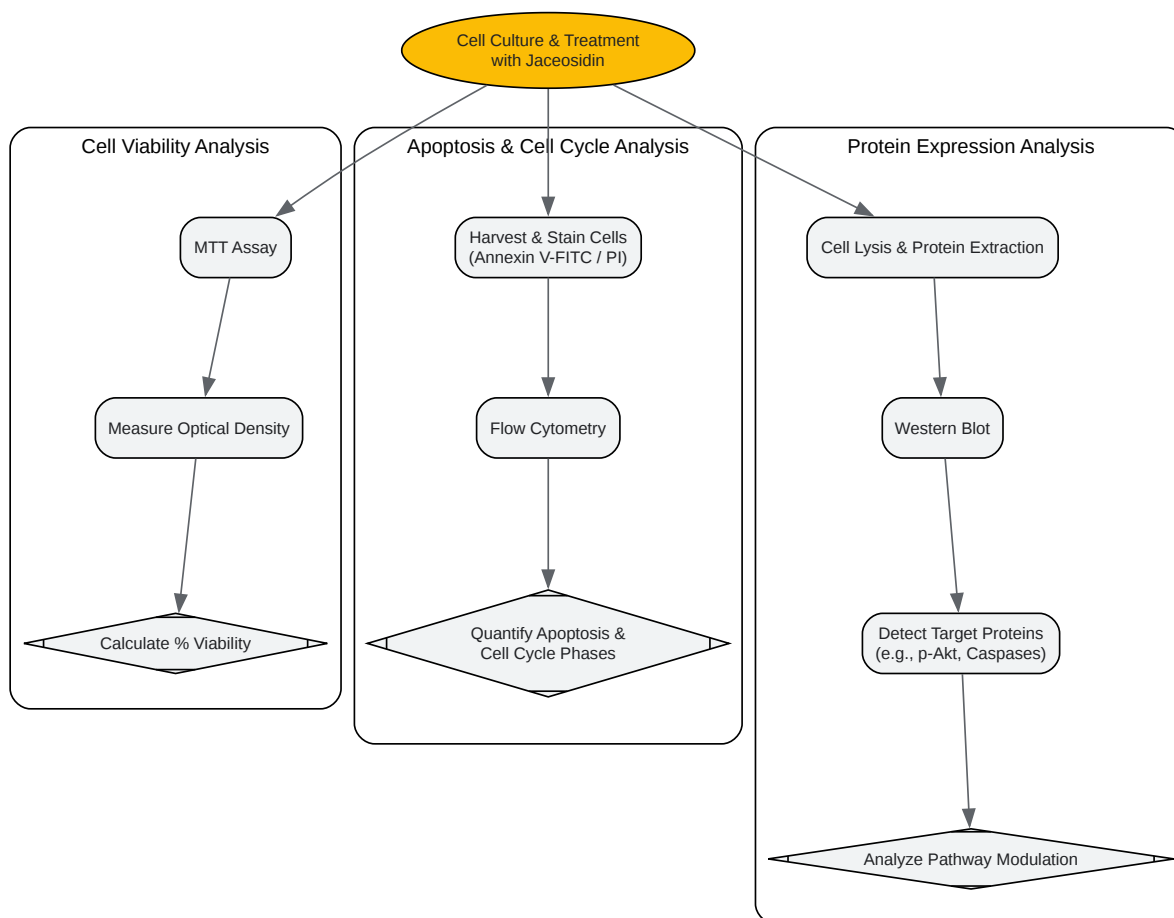 Cell Culture & Treatment
with Jaceosidin
Cell Viability Analysis
MTT Assay
Measure Optical Density
Calculate % Viability
Apoptosis & Cell Cycle Analysis
Harvest & Stain Cells
(Annexin V-FITC / PI)
Flow Cytometry
Quantify Apoptosis &
Cell Cycle Phases
Protein Expression Analysis
Cell Lysis & Protein Extraction
Western Blot
Detect Target Proteins
(e.g., p-Akt, Caspases)
Analyze Pathway Modulation